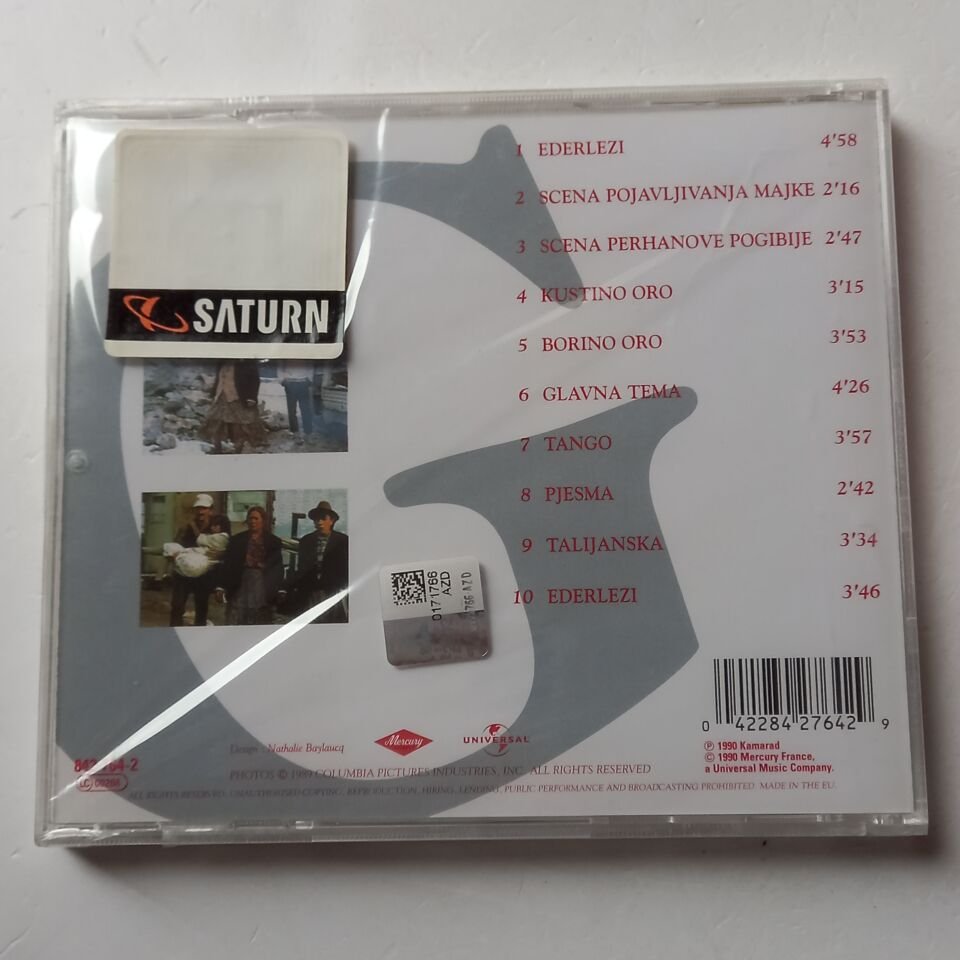 SATURN
1 EDERLEZI 4'58
2 SCENA POJAVLJIVANJA MAJKE 2'16
3 SCENA PERHANOVE POGIBIJE 2'47
4 KUSTINO ORO 3'15
5 BORINO ORO 3'53
6 GLAVNA TEMA 4'26
7 TANGO 3'57
8 PJESMA 2'42
9 TALIJANSKA 3'34
10 EDERLEZI 3'46
0171766
AZD
766 AZD
0 42284 27642 9
Design : Nathalie Baylaucq
Mercury
UNIVERSAL
℗ 1990 Kamarad
© 1990 Mercury France,
a Universal Music Company.
LC 00268
PHOTOS © 1989 COLUMBIA PICTURES INDUSTRIES, INC. ALL RIGHTS RESERVED
ALL RIGHTS RESERVED. UNAUTHORISED COPYING, REPRODUCTION, HIRING, LENDING, PUBLIC PERFORMANCE AND BROADCASTING PROHIBITED. MADE IN THE EU.